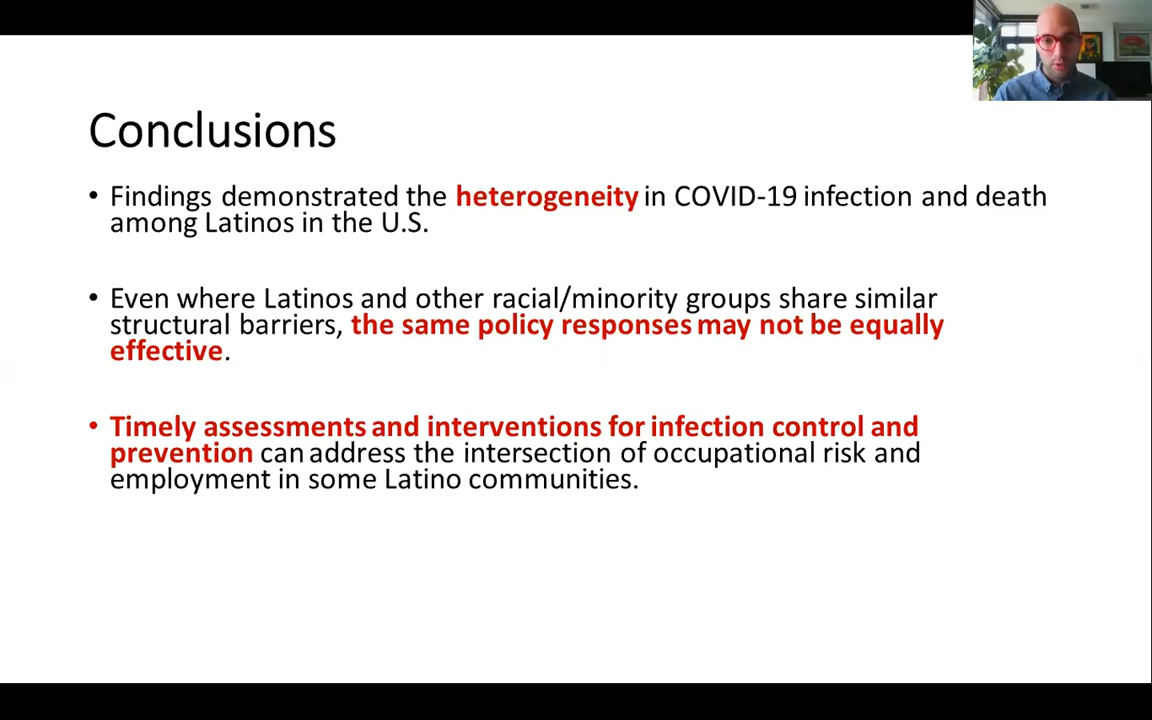 Conclusions
• Findings demonstrated the heterogeneity in COVID-19 infection and death
among Latinos in the U.S.
• Even where Latinos and other racial/minority groups share similar
structural barriers, the same policy responses may not be equally
effective.
• Timely assessments and interventions for infection control and
prevention can address the intersection of occupational risk and
employment in some Latino communities.